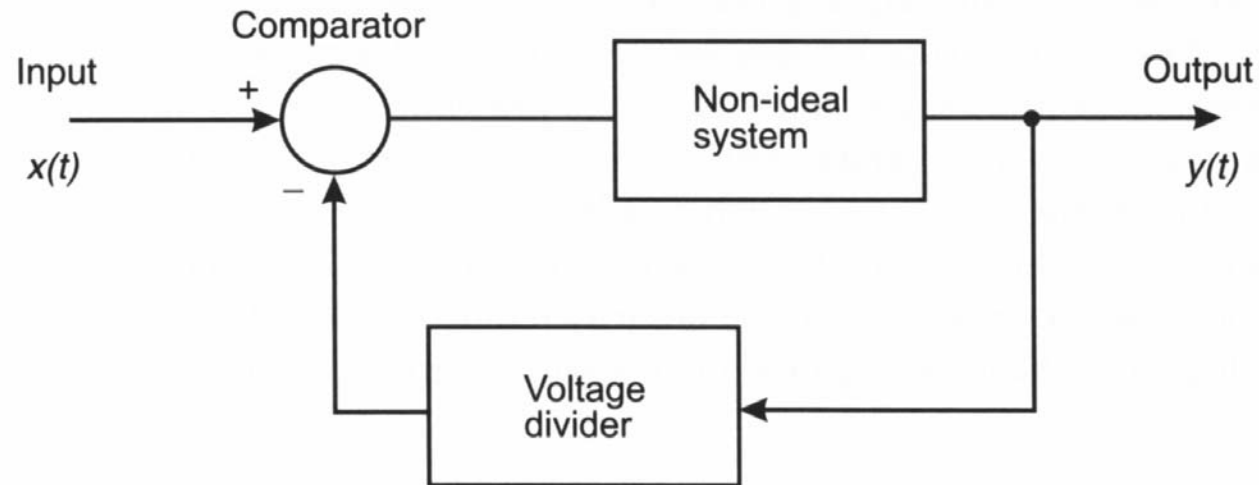 Comparator
Input
+
Non-ideal
system
Output
x(t)
−
y(t)
Voltage
divider